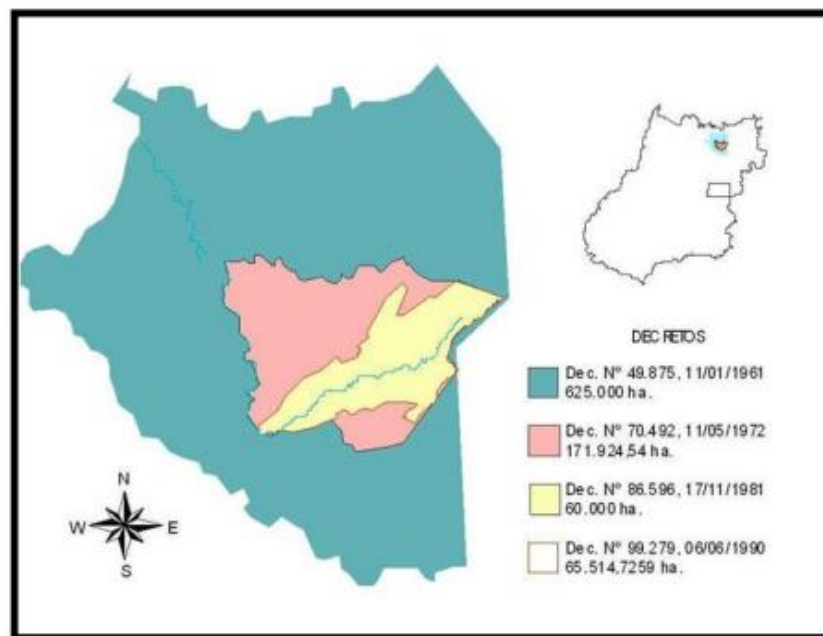 DECRETOS
Dec. Nº 49.875, 11/01/1961
625.000 ha.
Dec. Nº 70.492, 11/05/1972
171.924,54 ha.
Dec. Nº 86.596, 17/11/1981
60.000 ha.
Dec. Nº 99.279, 06/06/1990
65.514,7259 ha.
N
W
E
S